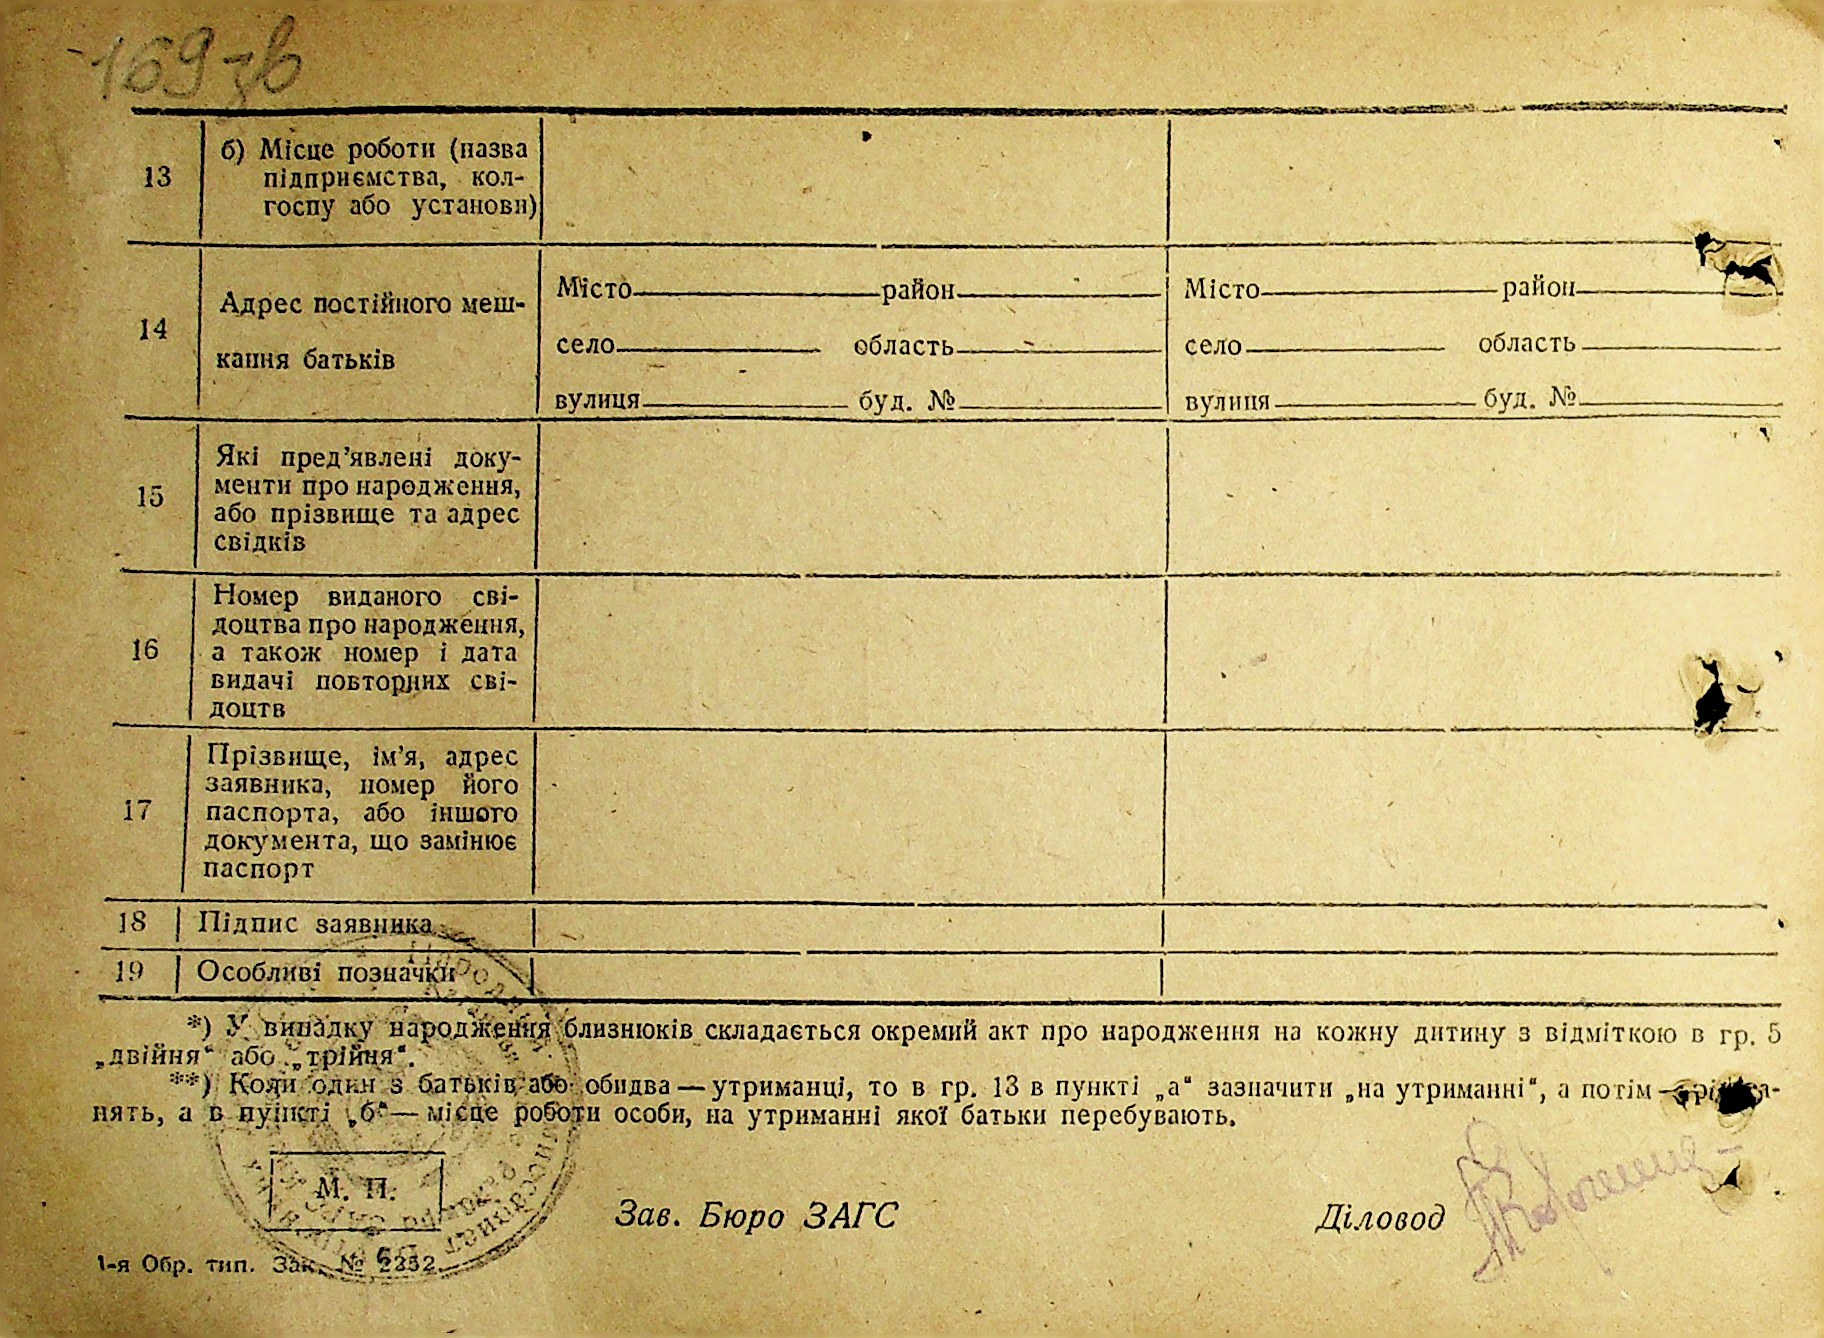 169 зв
13
б) Місце роботи (назва
підприємства, кол-
госпу або установи)
14
Адрес постійного меш-
кання батьків
Місто район
село область
вулиця буд. №
Місто район
село область
вулиця буд. №
15
Які пред’явлені доку-
менти про народження,
або прізвище та адрес
свідків
16
Номер виданого сві-
доцтва про народження,
а також номер і дата
видачі повторних сві-
доцтв
17
Прізвище, ім’я, адрес
заявника, номер його
паспорта, або іншого
документа, що замінює
паспорт
18 Підпис заявника
19 Особливі позначки
*) У випадку народження близнюків складається окремий акт про народження на кожну дитину з відміткою в гр. 5
„двійня“ або „трійня“.
**) Коли один з батьків або обидва — утриманці, то в гр. 13 в пункті „а“ зазначити „на утриманні“, а потім —
нять, а в пункті „б“ — місце роботи особи, на утриманні якої батьки перебувають.
М. П.
Зав. Бюро ЗАГС
Діловод
1-я Обр. тип. Зак. № 2252